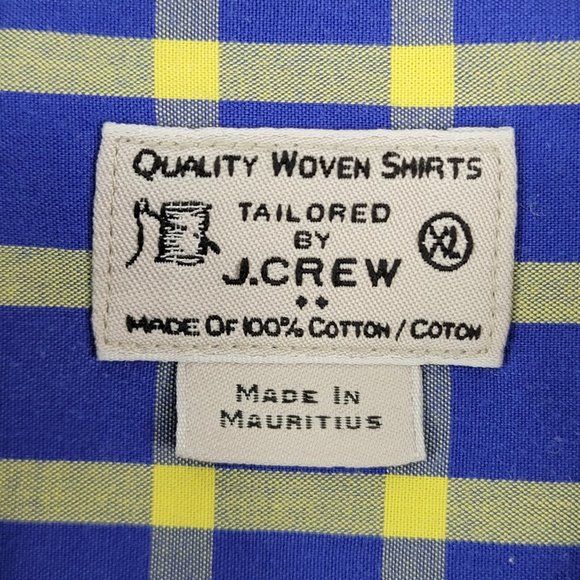 QUALITY WOVEN SHIRTS
TAILORED
BY
XL
J.CREW
MADE OF 100% COTTON / COTON
MADE IN
MAURITIUS